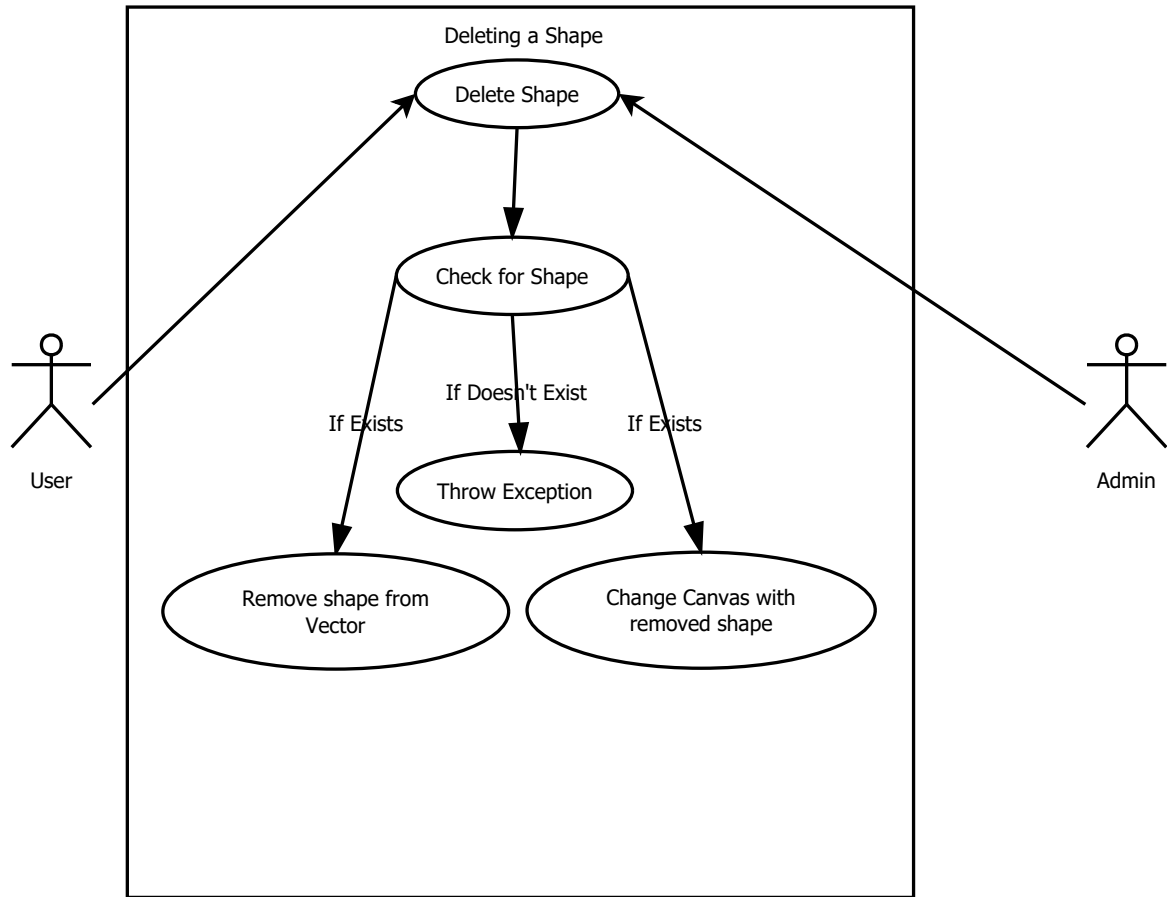 Deleting a Shape
Delete Shape
Check for Shape
If Doesn't Exist
If Exists
If Exists
User
Admin
Throw Exception
Remove shape from
Vector
Change Canvas with
removed shape